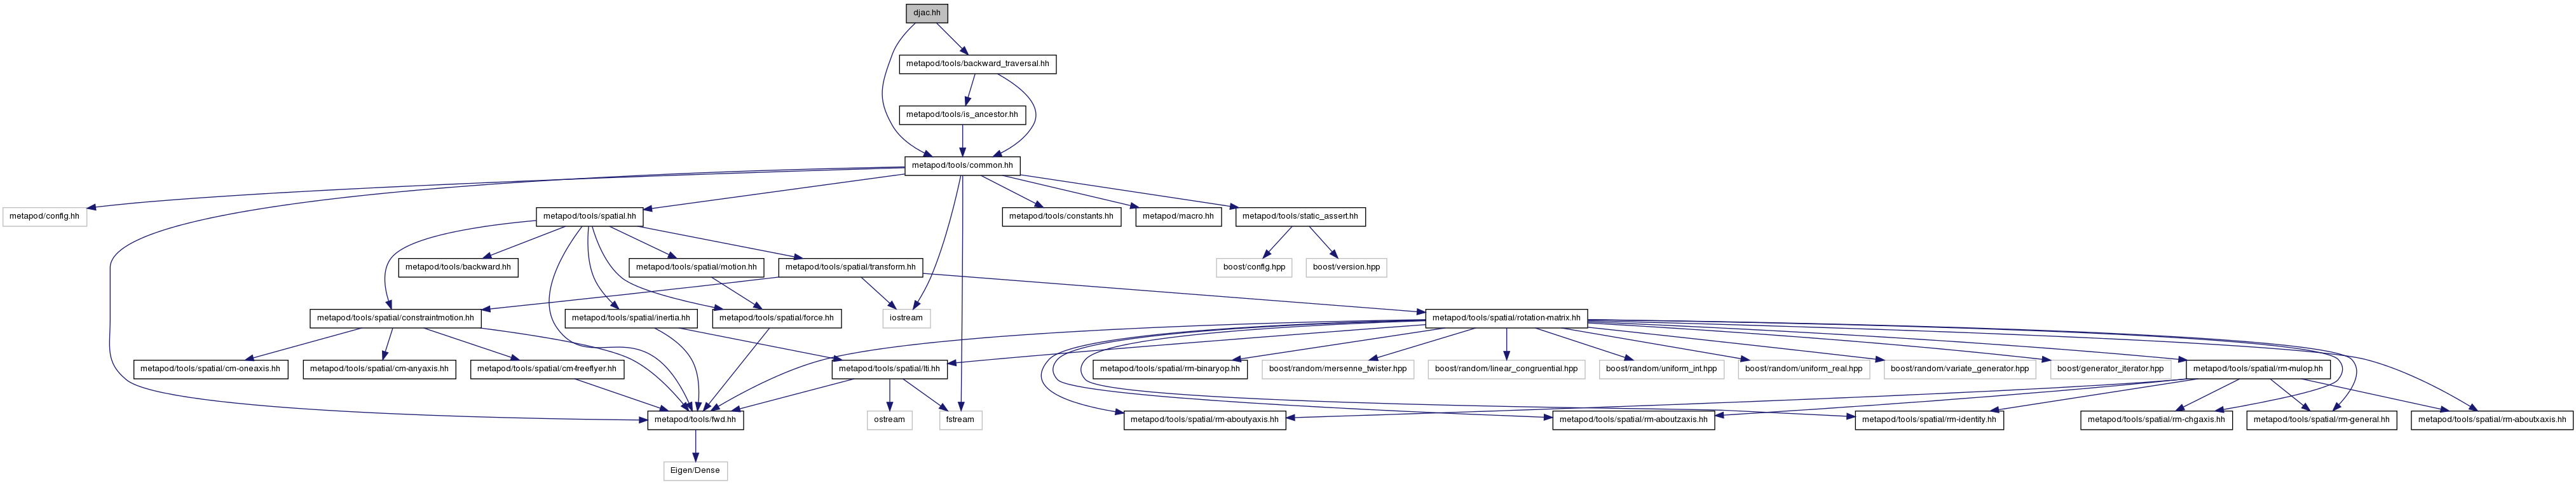 djac.hh
metapod/tools/backward_traversal.hh
metapod/tools/is_ancestor.hh
metapod/tools/common.hh
metapod/config.hh
metapod/tools/spatial.hh
metapod/tools/constants.hh
metapod/macro.hh
metapod/tools/static_assert.hh
metapod/tools/backward.hh
metapod/tools/spatial/motion.hh
metapod/tools/spatial/transform.hh
boost/config.hpp
boost/version.hpp
metapod/tools/spatial/constraintmotion.hh
metapod/tools/spatial/inertia.hh
metapod/tools/spatial/force.hh
iostream
metapod/tools/spatial/rotation-matrix.hh
metapod/tools/spatial/cm-oneaxis.hh
metapod/tools/spatial/cm-anyaxis.hh
metapod/tools/spatial/cm-freeflyer.hh
metapod/tools/spatial/lti.hh
metapod/tools/spatial/rm-binaryop.hh
boost/random/mersenne_twister.hpp
boost/random/linear_congruential.hpp
boost/random/uniform_int.hpp
boost/random/uniform_real.hpp
boost/random/variate_generator.hpp
boost/generator_iterator.hpp
metapod/tools/spatial/rm-mulop.hh
metapod/tools/fwd.hh
ostream
fstream
metapod/tools/spatial/rm-aboutyaxis.hh
metapod/tools/spatial/rm-aboutzaxis.hh
metapod/tools/spatial/rm-identity.hh
metapod/tools/spatial/rm-chgaxis.hh
metapod/tools/spatial/rm-general.hh
metapod/tools/spatial/rm-aboutxaxis.hh
Eigen/Dense